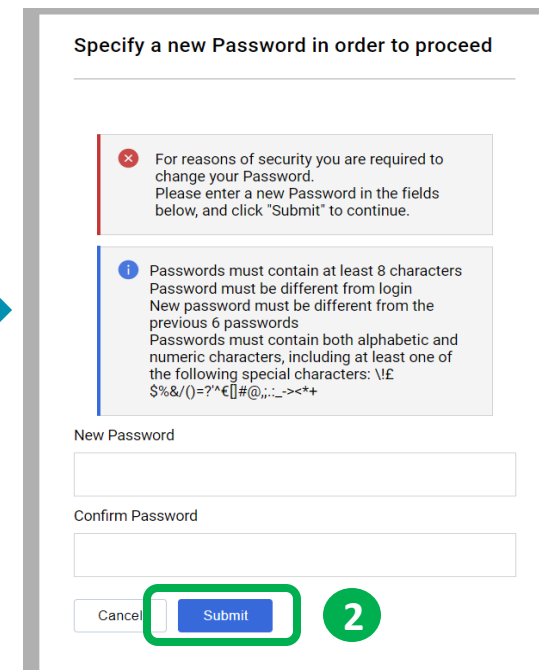 Specify a new Password in order to proceed
For reasons of security you are required to
change your Password.
Please enter a new Password in the fields
below, and click "Submit" to continue.
Passwords must contain at least 8 characters
Password must be different from login
New password must be different from the
previous 6 passwords
Passwords must contain both alphabetic and
numeric characters, including at least one of
the following special characters: \!£
$%&/()=?'^€[]#@,;.:_-><*+
New Password
Confirm Password
Cancel
Submit
2